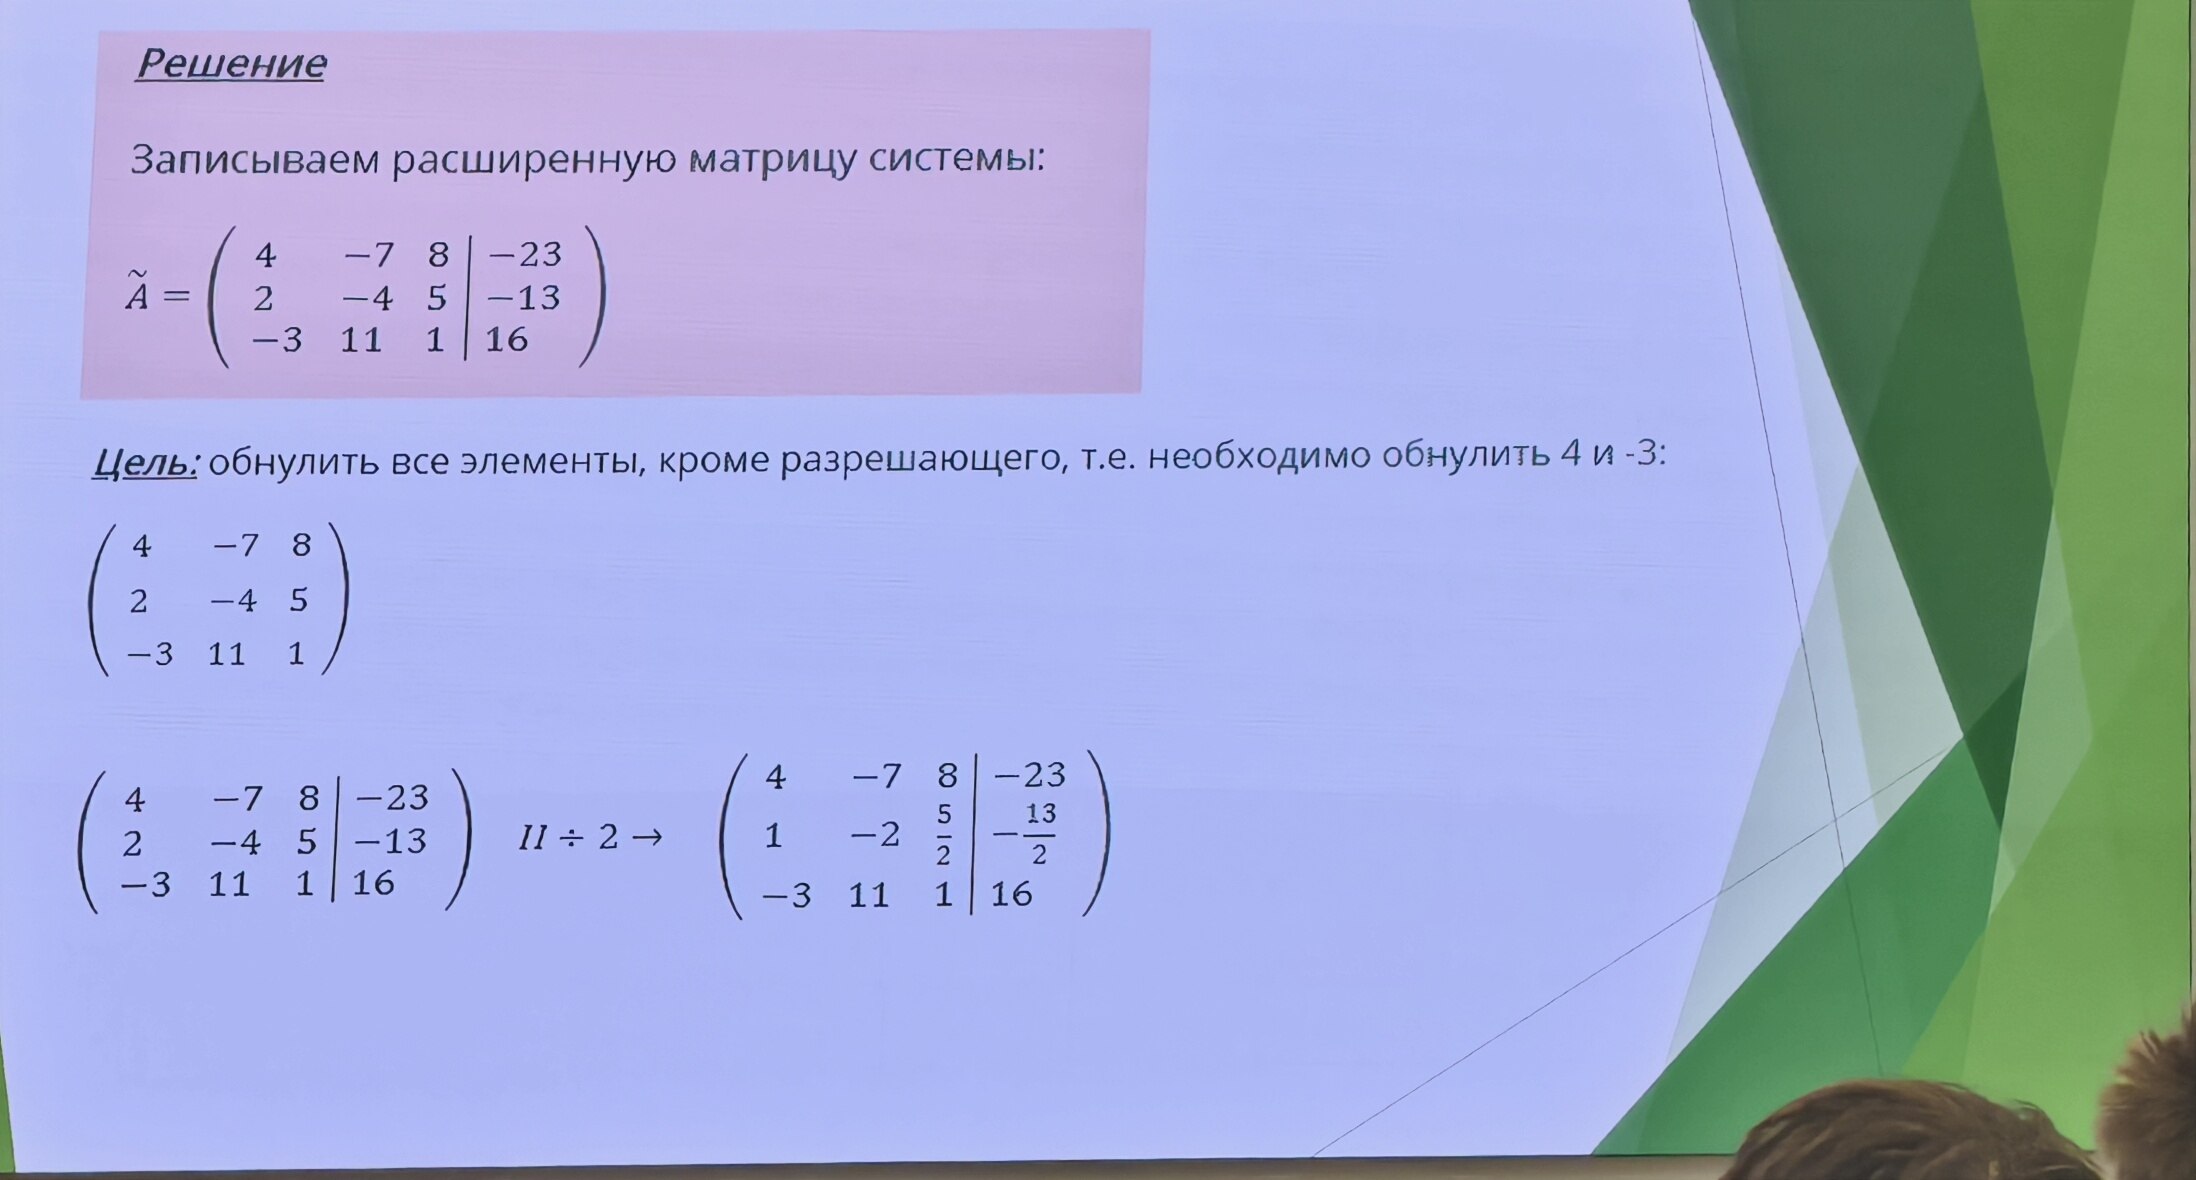 Решение
Записываем расширенную матрицу системы:
4 −7 8 | −23
Ã = 2 −4 5 | −13
−3 11 1 | 16
Цель: обнулить все элементы, кроме разрешающего, т.е. необходимо обнулить 4 и -3:
4 −7 8
2 −4 5
−3 11 1
4 −7 8 | −23
2 −4 5 | −13
−3 11 1 | 16
II ÷ 2 →
4 −7 8 | −23
1 −2 5/2 | −13/2
−3 11 1 | 16